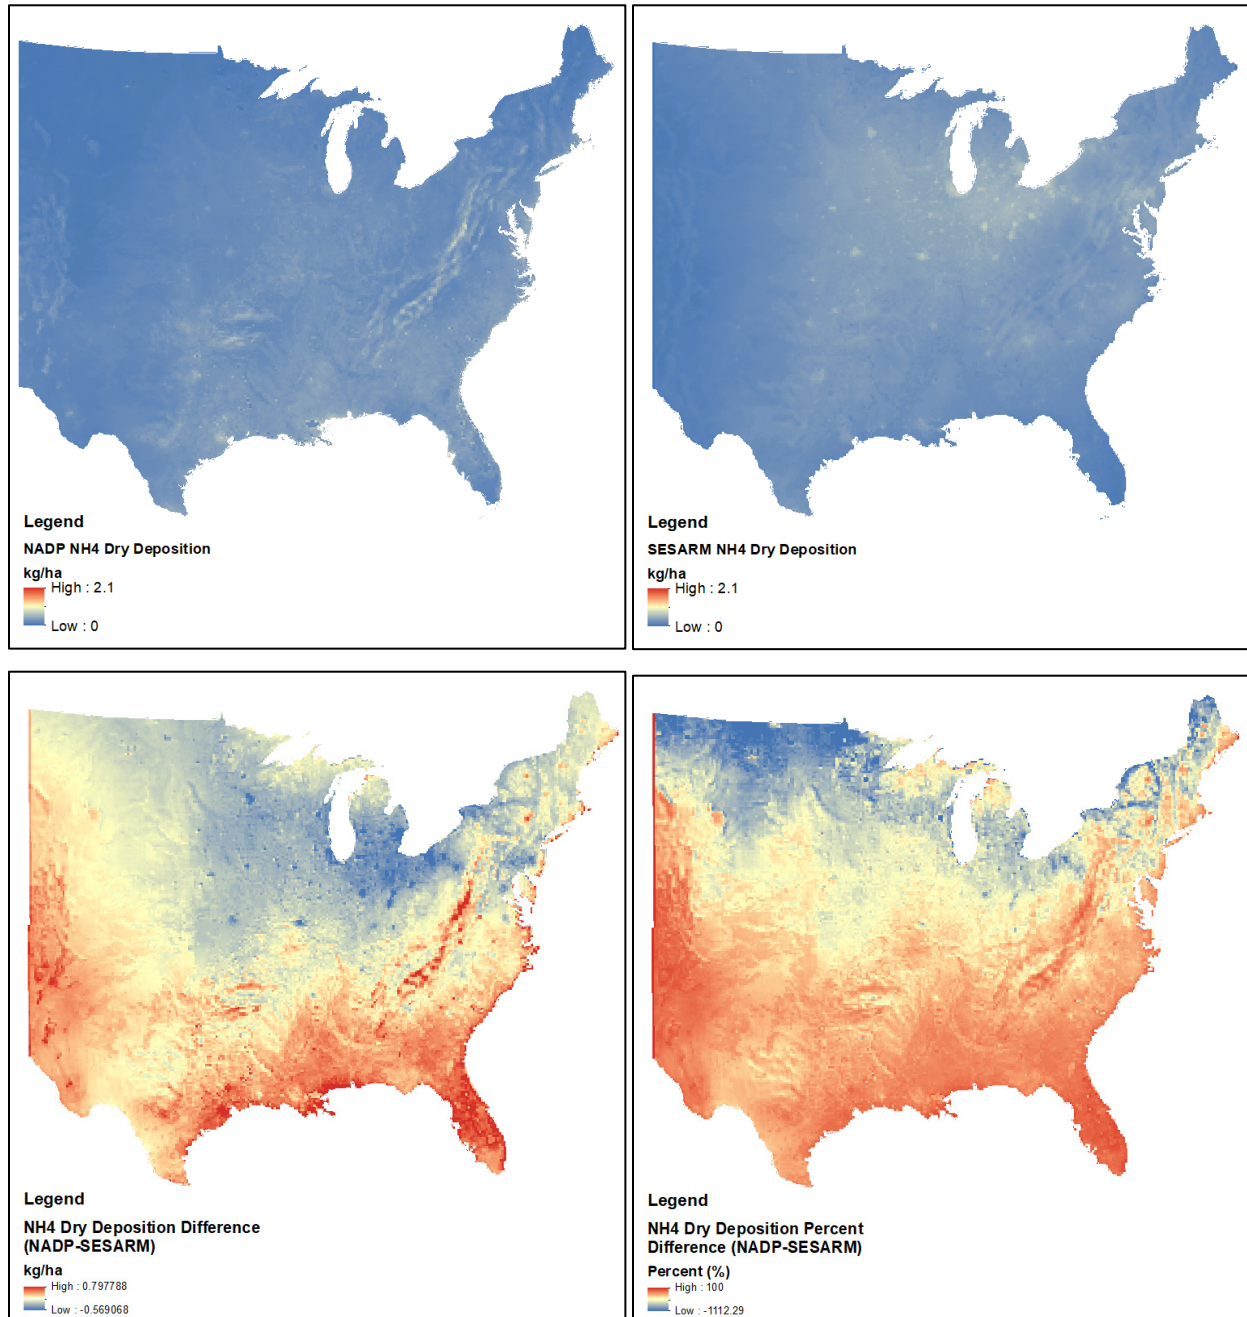 Legend
NADP NH4 Dry Deposition
kg/ha
High : 2.1
Low : 0
Legend
SESARM NH4 Dry Deposition
kg/ha
High : 2.1
Low : 0
Legend
NH4 Dry Deposition Difference
(NADP-SESARM)
kg/ha
High : 0.797788
Low : -0.569068
Legend
NH4 Dry Deposition Percent
Difference (NADP-SESARM)
Percent (%)
High : 100
Low : -1112.29